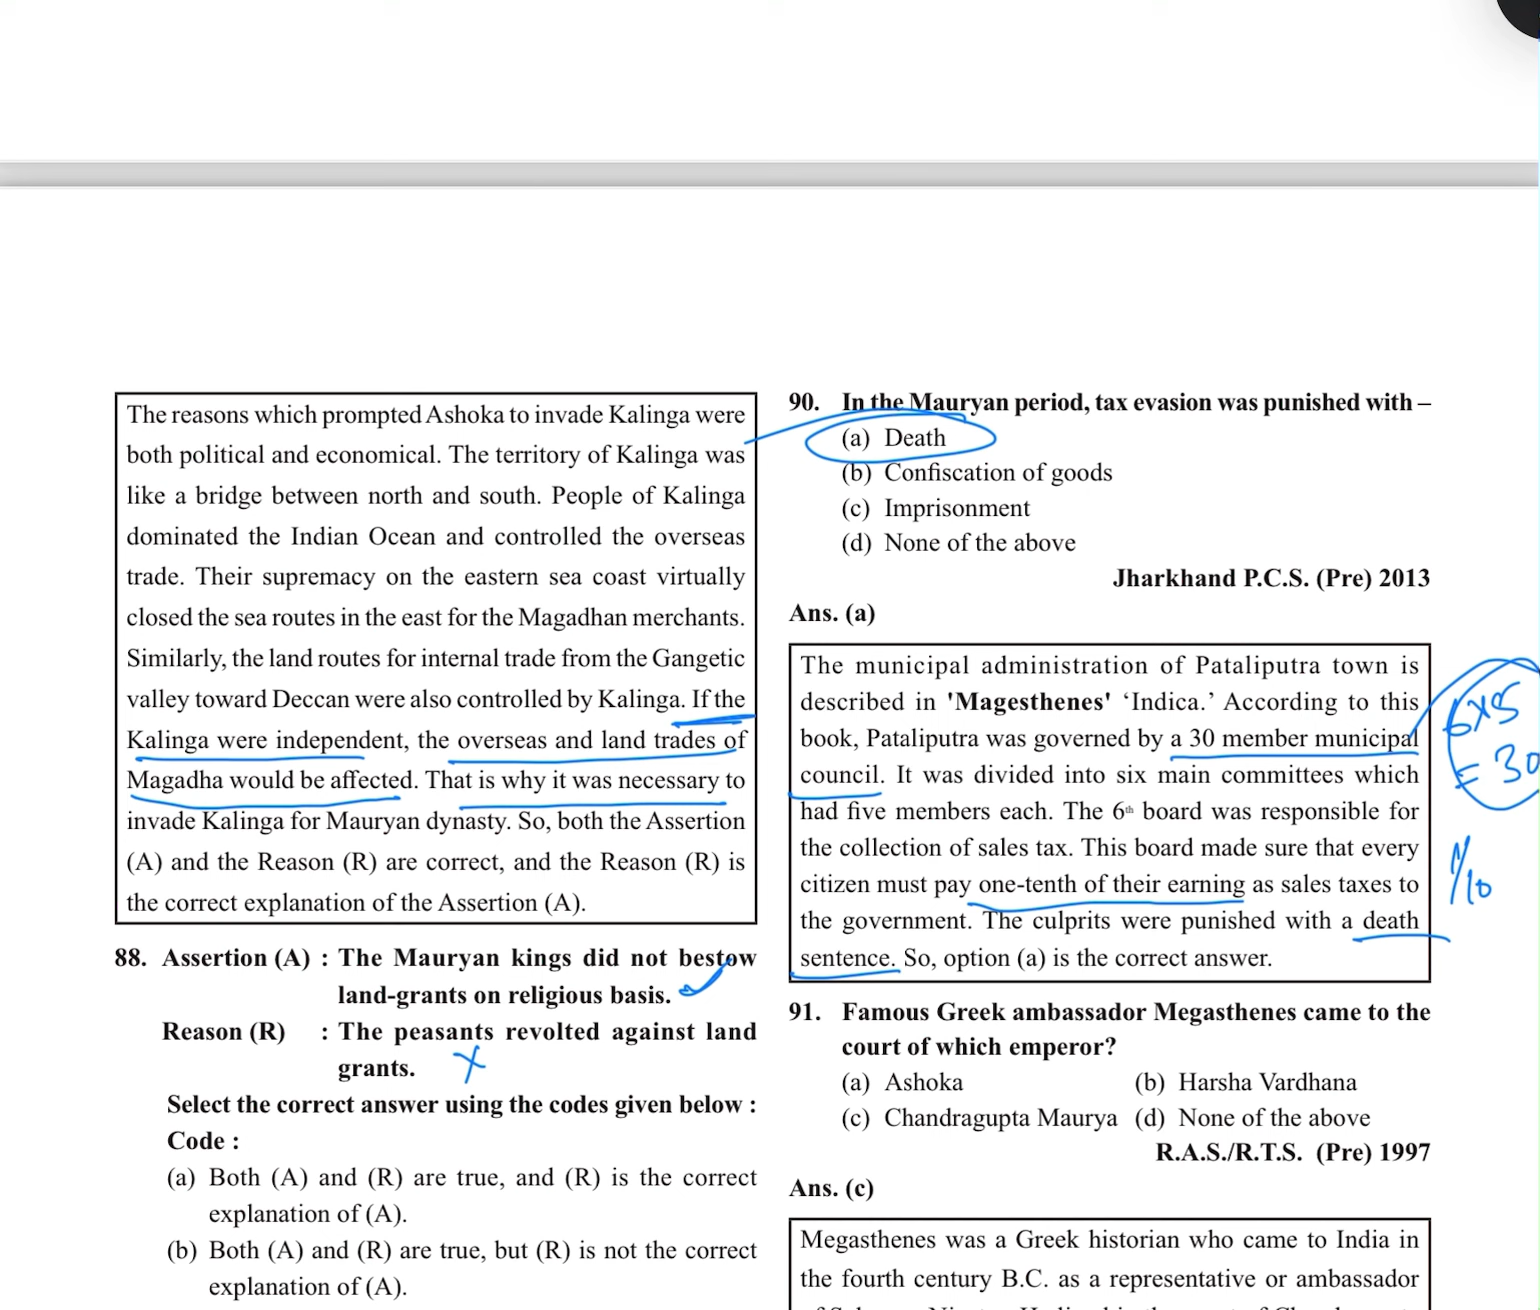 The reasons which prompted Ashoka to invade Kalinga were
both political and economical. The territory of Kalinga was
like a bridge between north and south. People of Kalinga
dominated the Indian Ocean and controlled the overseas
trade. Their supremacy on the eastern sea coast virtually
closed the sea routes in the east for the Magadhan merchants.
Similarly, the land routes for internal trade from the Gangetic
valley toward Deccan were also controlled by Kalinga. If the
Kalinga were independent, the overseas and land trades of
Magadha would be affected. That is why it was necessary to
invade Kalinga for Mauryan dynasty. So, both the Assertion
(A) and the Reason (R) are correct, and the Reason (R) is
the correct explanation of the Assertion (A).
88. Assertion (A) : The Mauryan kings did not bestow
land-grants on religious basis.
Reason (R) : The peasants revolted against land
grants.
Select the correct answer using the codes given below :
Code :
(a) Both (A) and (R) are true, and (R) is the correct
explanation of (A).
(b) Both (A) and (R) are true, but (R) is not the correct
explanation of (A).
90. In the Mauryan period, tax evasion was punished with –
(a) Death
(b) Confiscation of goods
(c) Imprisonment
(d) None of the above
Jharkhand P.C.S. (Pre) 2013
Ans. (a)
The municipal administration of Pataliputra town is
described in 'Magesthenes' ‘Indica.’ According to this
book, Pataliputra was governed by a 30 member municipal
council. It was divided into six main committees which
had five members each. The 6th board was responsible for
the collection of sales tax. This board made sure that every
citizen must pay one-tenth of their earning as sales taxes to
the government. The culprits were punished with a death
sentence. So, option (a) is the correct answer.
6x5
= 30
1/10
91. Famous Greek ambassador Megasthenes came to the
court of which emperor?
(a) Ashoka (b) Harsha Vardhana
(c) Chandragupta Maurya (d) None of the above
R.A.S./R.T.S. (Pre) 1997
Ans. (c)
Megasthenes was a Greek historian who came to India in
the fourth century B.C. as a representative or ambassador